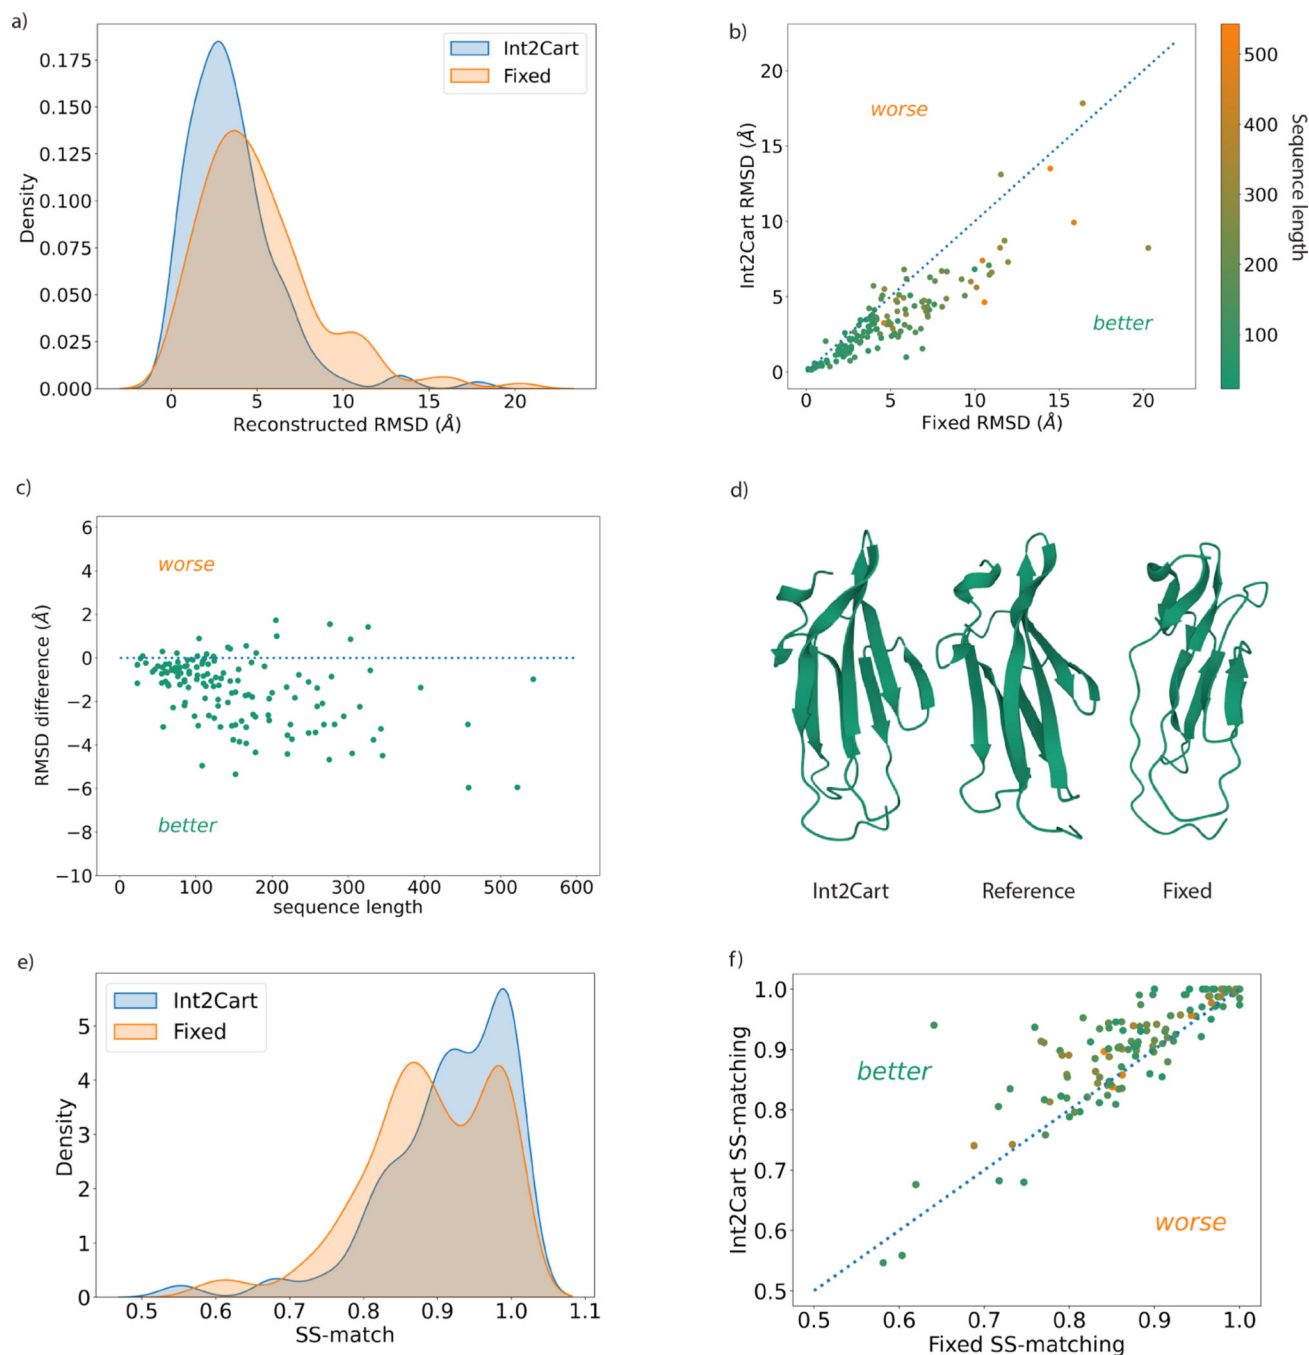 a)
0.175
0.150
0.125
0.100
0.075
0.050
0.025
0.000
Density
Int2Cart
Fixed
0 5 10 15 20
Reconstructed RMSD (Å)
b)
20
15
10
5
0
Int2Cart RMSD (Å)
worse
better
0 5 10 15 20
Fixed RMSD (Å)
500
400
300
200
100
Sequence length
c)
6
4
2
0
−2
−4
−6
−8
−10
RMSD difference (Å)
worse
better
0 100 200 300 400 500 600
sequence length
d)
Int2Cart Reference Fixed
e)
5
4
3
2
1
0
Density
Int2Cart
Fixed
0.5 0.6 0.7 0.8 0.9 1.0 1.1
SS-match
f)
1.0
0.9
0.8
0.7
0.6
0.5
Int2Cart SS-matching
better
worse
0.5 0.6 0.7 0.8 0.9 1.0
Fixed SS-matching